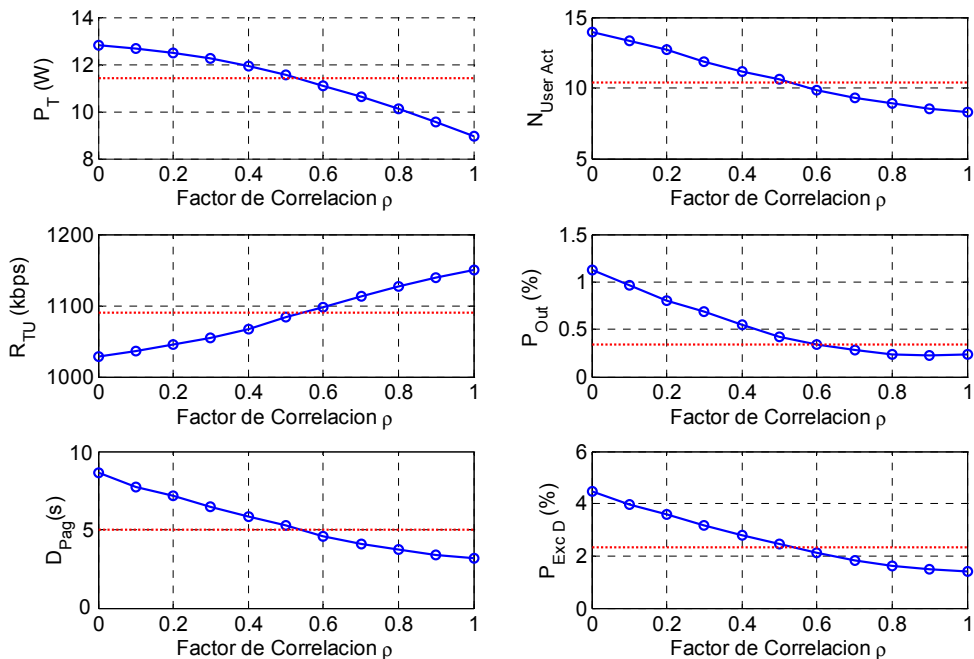 P_T (W)
14
12
10
8
0 0.2 0.4 0.6 0.8 1
Factor de Correlacion ρ
N_User Act
15
10
5
0 0.2 0.4 0.6 0.8 1
Factor de Correlacion ρ
R_TU (kbps)
1200
1100
1000
0 0.2 0.4 0.6 0.8 1
Factor de Correlacion ρ
P_Out (%)
1.5
1
0.5
0
0 0.2 0.4 0.6 0.8 1
Factor de Correlacion ρ
D_Pag(s)
10
5
0
0 0.2 0.4 0.6 0.8 1
Factor de Correlacion ρ
P_Exc D (%)
6
4
2
0
0 0.2 0.4 0.6 0.8 1
Factor de Correlacion ρ